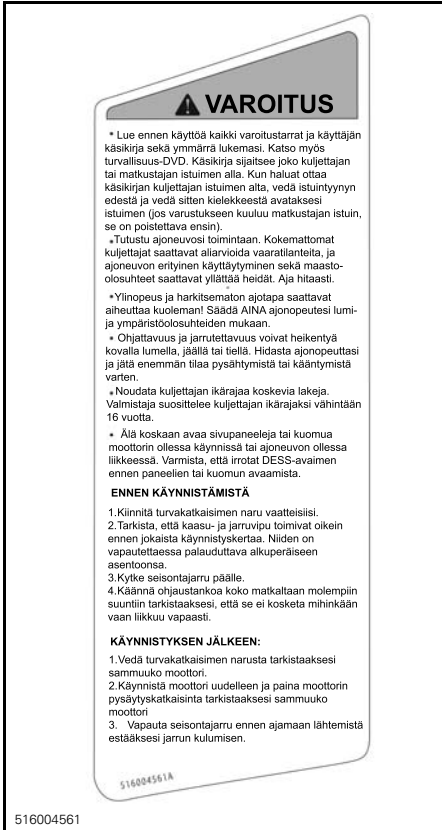 ⚠ VAROITUS
* Lue ennen käyttöä kaikki varoitustarrat ja käyttäjän
käsikirja sekä ymmärrä lukemasi. Katso myös
turvallisuus-DVD. Käsikirja sijaitsee joko kuljettajan
tai matkustajan istuimen alla. Kun haluat ottaa
käsikirjan kuljettajan istuimen alta, vedä istuintyynyn
edestä ja vedä sitten kielekkeestä avataksesi
istuimen (jos varustukseen kuuluu matkustajan istuin,
se on poistettava ensin).
*Tutustu ajoneuvosi toimintaan. Kokemattomat
kuljettajat saattavat aliarvioida vaaratilanteita, ja
ajoneuvon erityinen käyttäytyminen sekä maasto-
olosuhteet saattavat yllättää heidät. Aja hitaasti.
*Ylinopeus ja harkitsematon ajotapa saattavat
aiheuttaa kuoleman! Säädä AINA ajonopeutesi lumi-
ja ympäristöolosuhteiden mukaan.
* Ohjattavuus ja jarrutettavuus voivat heikentyä
kovalla lumella, jäällä tai tiellä. Hidasta ajonopeuttasi
ja jätä enemmän tilaa pysähtymistä tai kääntymistä
varten.
*Noudata kuljettajan ikärajaa koskevia lakeja.
Valmistaja suosittelee kuljettajan ikärajaksi vähintään
16 vuotta.
* Älä koskaan avaa sivupaneeleja tai kuomua
moottorin ollessa käynnissä tai ajoneuvon ollessa
liikkeessä. Varmista, että irrotat DESS-avaimen
ennen paneelien tai kuomun avaamista.
ENNEN KÄYNNISTÄMISTÄ
1.Kiinnitä turvakatkaisimen naru vaatteisiisi.
2.Tarkista, että kaasu- ja jarruvipu toimivat oikein
ennen jokaista käynnistyskertaa. Niiden on
vapautettaessa palauduttava alkuperäiseen
asentoonsa.
3.Kytke seisontajarru päälle.
4.Käännä ohjaustankoa koko matkaltaan molempiin
suuntiin tarkistaaksesi, että se ei kosketa mihinkään
vaan liikkuu vapaasti.
KÄYNNISTYKSEN JÄLKEEN:
1.Vedä turvakatkaisimen narusta tarkistaaksesi
sammuuko moottori.
2.Käynnistä moottori uudelleen ja paina moottorin
pysäytyskatkaisinta tarkistaaksesi sammuuko
moottori
3. Vapauta seisontajarru ennen ajamaan lähtemistä
estääksesi jarrun kulumisen.
516004561A
516004561